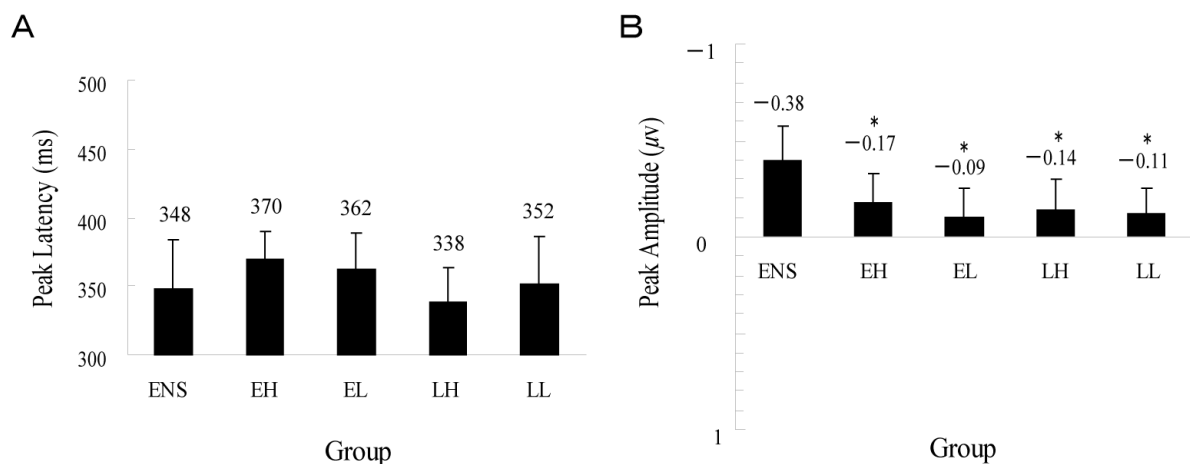 A
Peak Latency (ms)
500
450
400
350
300
348
370
362
338
352
ENS EH EL LH LL
Group
B
Peak Amplitude (μv)
−1
0
1
−0.38
*
−0.17
*
−0.09
*
−0.14
*
−0.11
ENS EH EL LH LL
Group